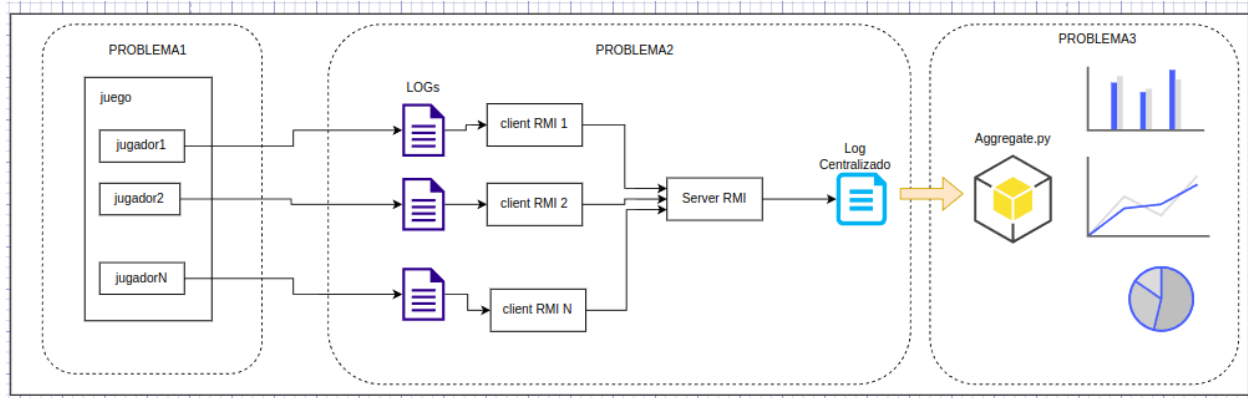 PROBLEMA1
juego
jugador1
jugador2
jugadorN
PROBLEMA2
LOGs
client RMI 1
client RMI 2
client RMI N
Server RMI
Log
Centralizado
PROBLEMA3
Aggregate.py